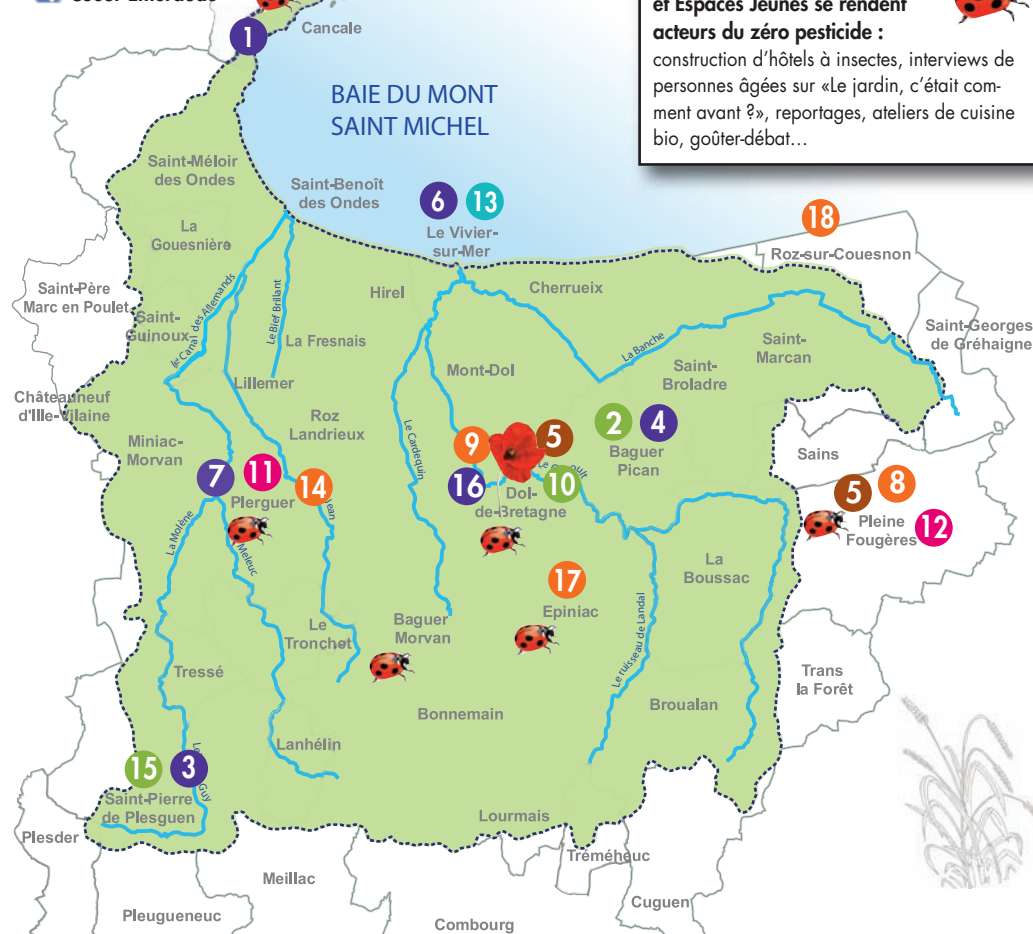 Cancale
et Espaces Jeunes se rendent
acteurs du zéro pesticide :
construction d’hôtels à insectes, interviews de
personnes âgées sur «Le jardin, c’était com-
ment avant ?», reportages, ateliers de cuisine
bio, goûter-débat…
1
BAIE DU MONT
SAINT MICHEL
Saint-Méloir
des Ondes
Saint-Benoît
des Ondes
6
13
Le Vivier-
sur-Mer
18
Roz-sur-Couesnon
La
Gouesnière
Saint-Père
Marc en Poulet
Saint-
Guinoux
le Canal des Allemands
Le Bief Brillant
Hirel
Cherrueix
La Banche
Saint-Georges
de Gréhaigne
La Fresnais
Saint-
Marcan
Mont-Dol
Saint-
Broladre
Lillemer
Châteauneuf
d'Ille-Vilaine
Roz
Landrieux
Le Cardequin
2
4
Baguer
Pican
Miniac-
Morvan
9
5
Sains
7
11
Plerguer
14
16
10
Dol-
de-Bretagne
5
8
Pleine
Fougères
12
La Molène
Meleuc
La
Boussac
17
Epiniac
Le
Tronchet
Baguer
Morvan
Le ruisseau de Landal
Tressé
Trans
la Forêt
Bonnemain
Broualan
Lanhélin
15
3
Guy
Saint-Pierre
de Plesguen
Lourmais
Plesder
Tréméheuc
Meillac
Cuguen
Pleugueneuc
Combourg